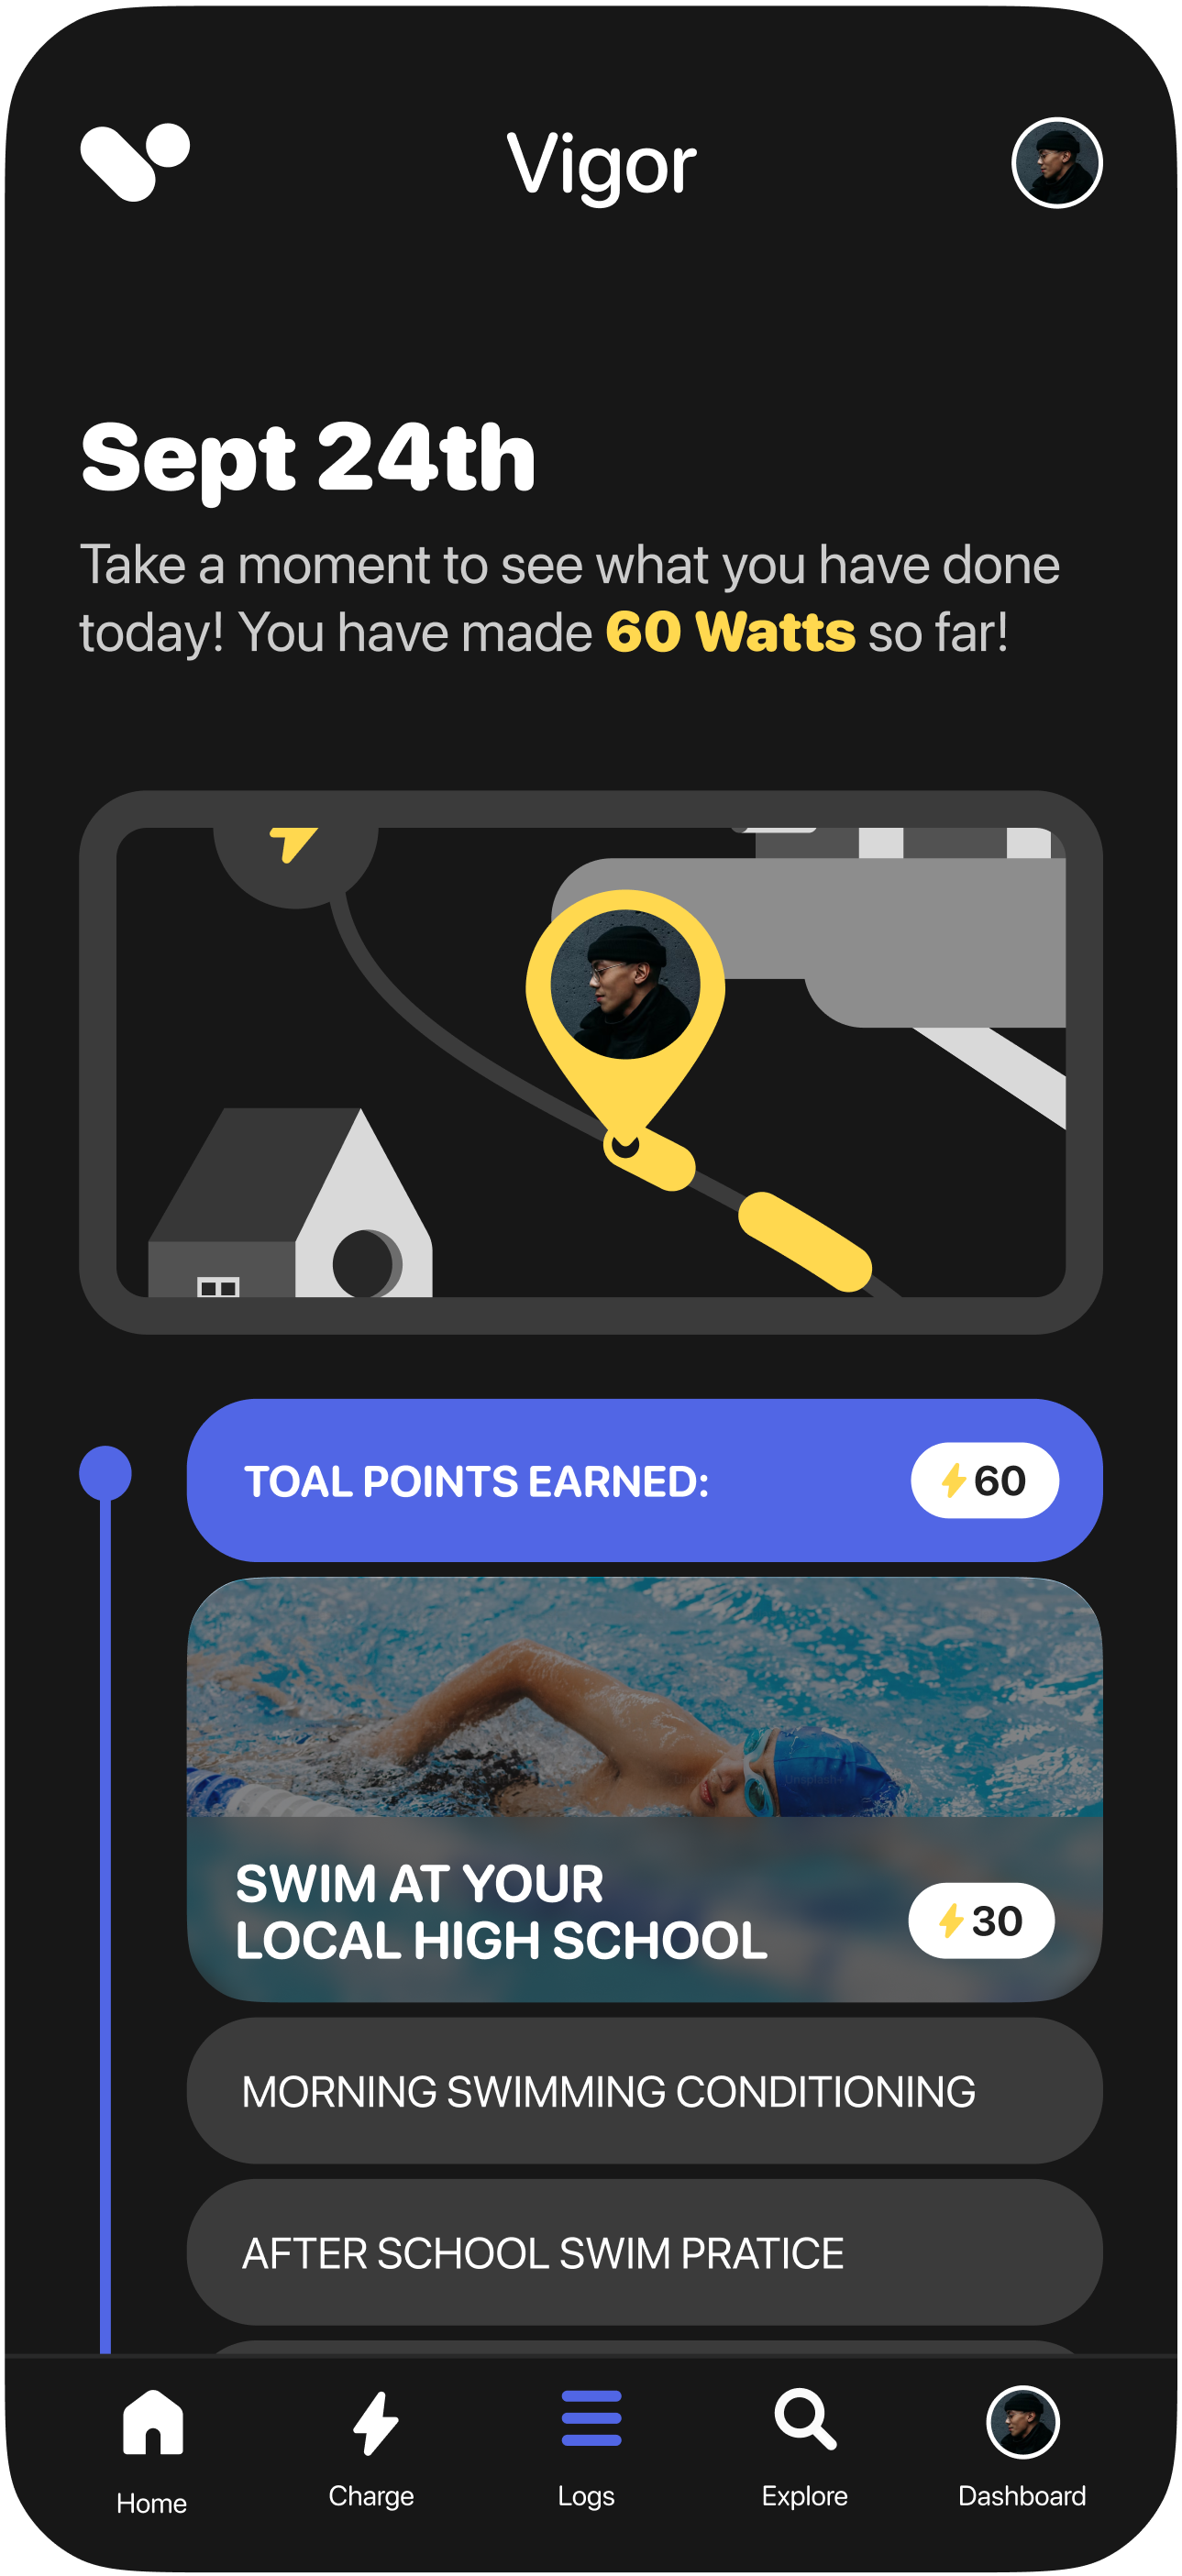 Vigor
Sept 24th
Take a moment to see what you have done
today! You have made 60 Watts so far!
TOAL POINTS EARNED:
60
Unsplash+
SWIM AT YOUR
LOCAL HIGH SCHOOL
30
MORNING SWIMMING CONDITIONING
AFTER SCHOOL SWIM PRATICE
Home
Charge
Logs
Explore
Dashboard